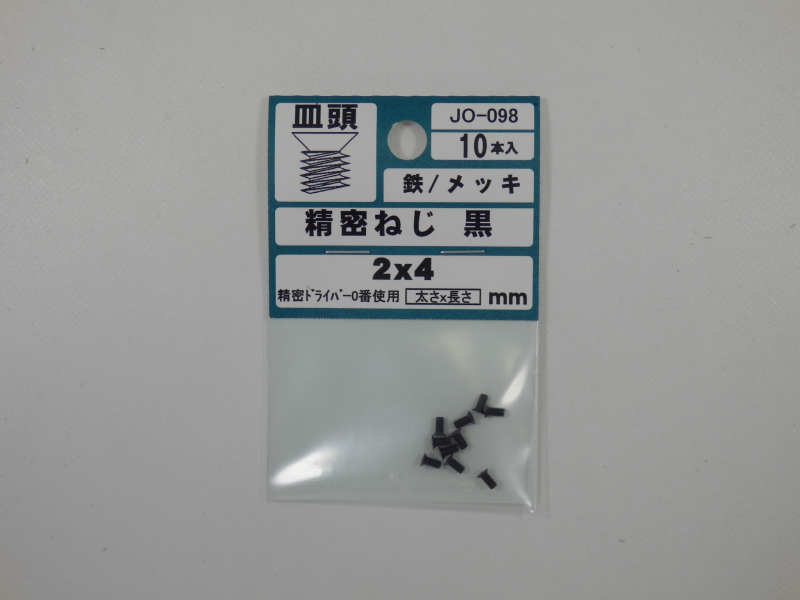 皿頭
JO-098
10本入
鉄/メッキ
精密ねじ 黒
2x4
精密ﾄﾞﾗｲﾊﾞｰ0番使用 太さx長さ mm